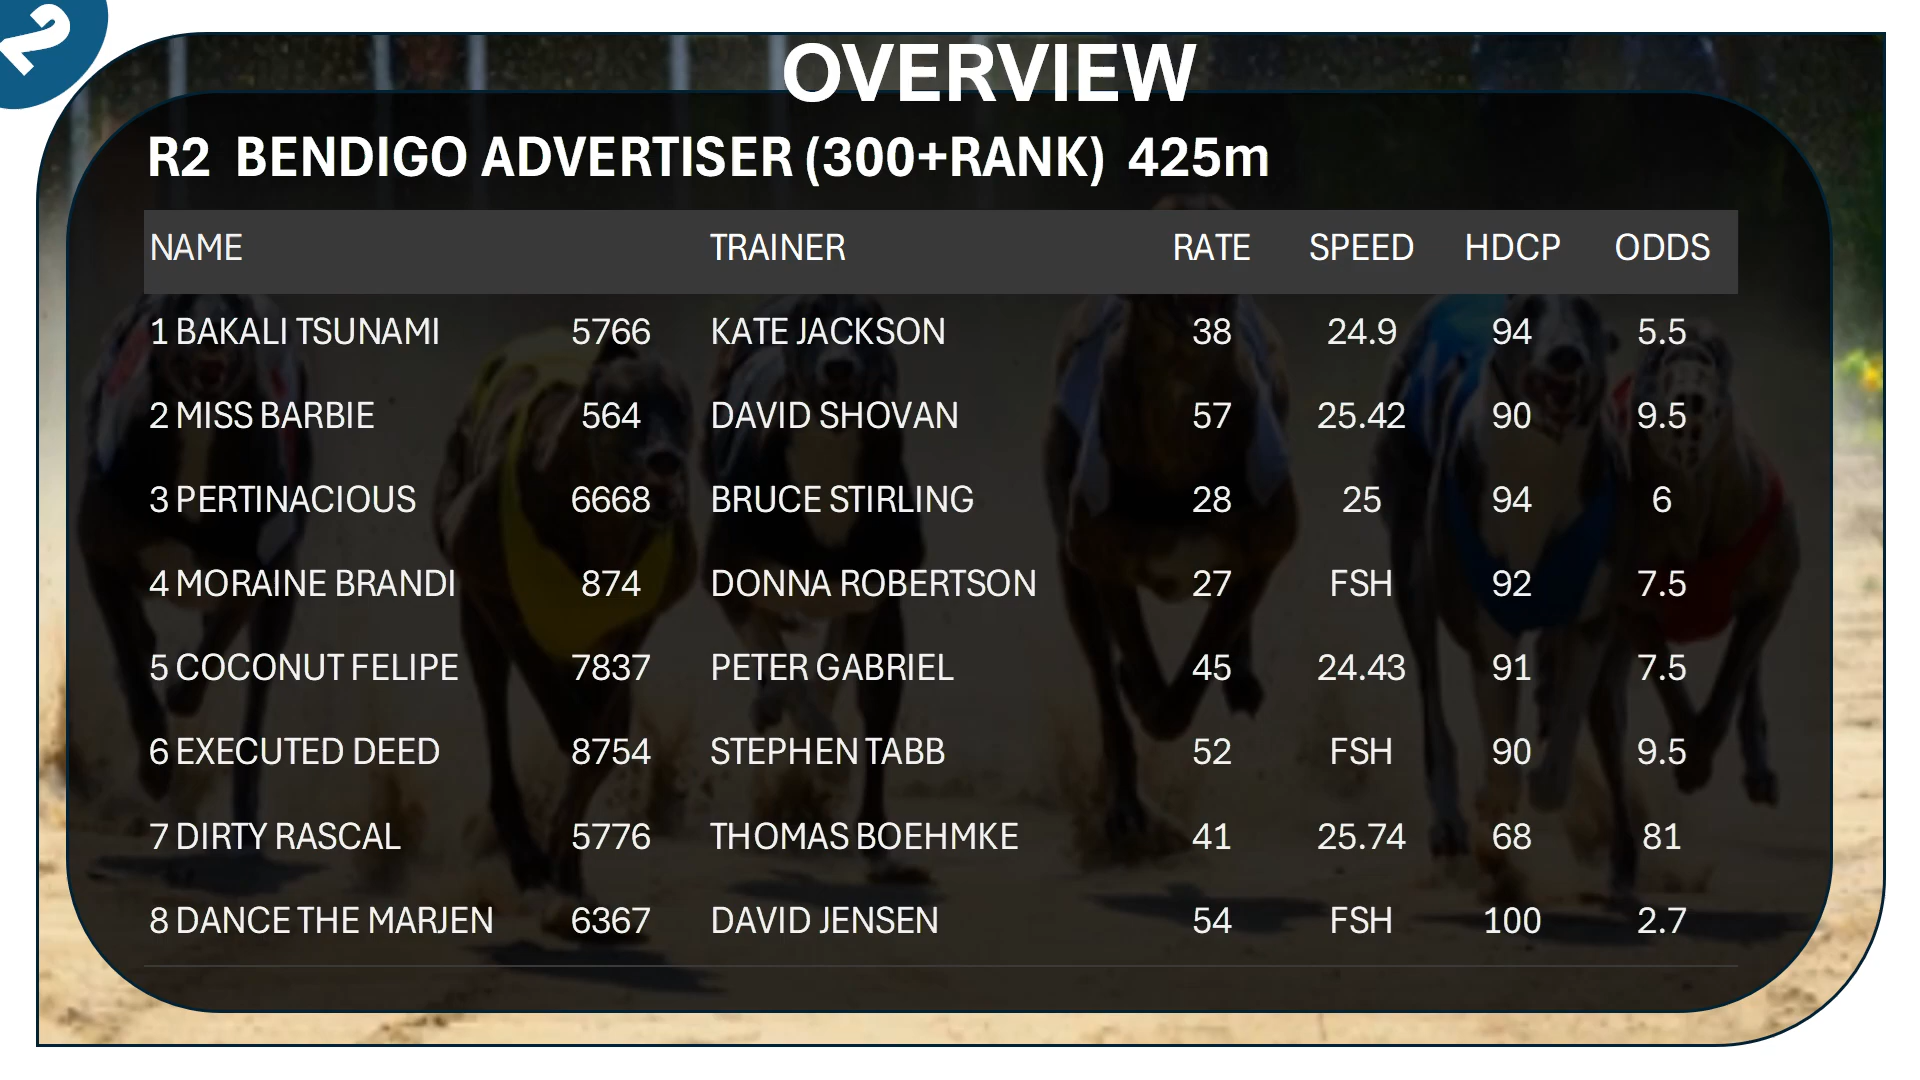 2
OVERVIEW
R2 BENDIGO ADVERTISER (300+RANK) 425m
NAME TRAINER RATE SPEED HDCP ODDS
1 BAKALI TSUNAMI 5766 KATE JACKSON 38 24.9 94 5.5
2 MISS BARBIE 564 DAVID SHOVAN 57 25.42 90 9.5
3 PERTINACIOUS 6668 BRUCE STIRLING 28 25 94 6
4 MORAINE BRANDI 874 DONNA ROBERTSON 27 FSH 92 7.5
5 COCONUT FELIPE 7837 PETER GABRIEL 45 24.43 91 7.5
6 EXECUTED DEED 8754 STEPHEN TABB 52 FSH 90 9.5
7 DIRTY RASCAL 5776 THOMAS BOEHMKE 41 25.74 68 81
8 DANCE THE MARJEN 6367 DAVID JENSEN 54 FSH 100 2.7